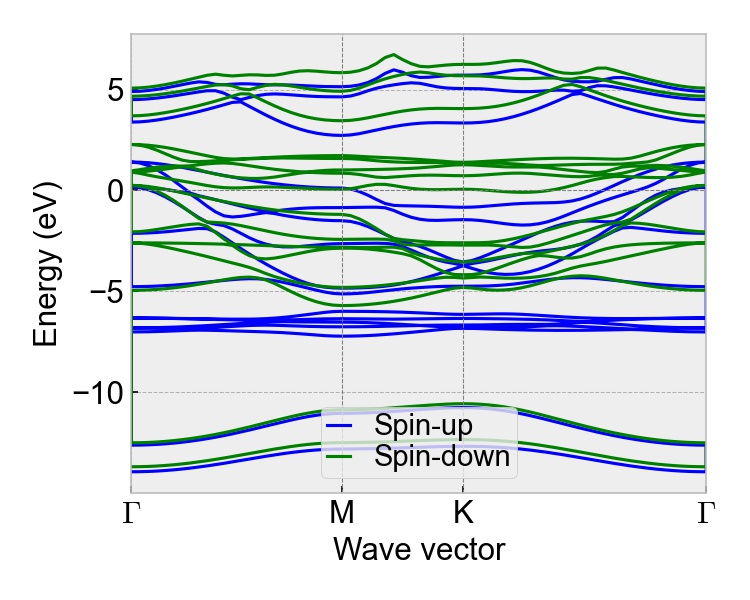 Energy (eV)
5
0
−5
−10
Spin-up
Spin-down
Γ M K Γ
Wave vector